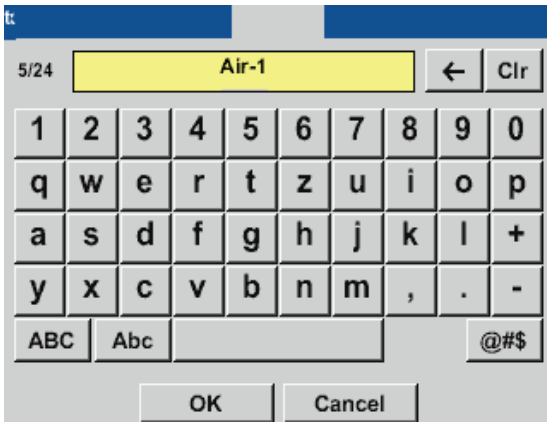 t
5/24 Air-1 ← Clr
1 2 3 4 5 6 7 8 9 0
q w e r t z u i o p
a s d f g h j k l +
y x c v b n m , . -
ABC Abc @#$
OK Cancel